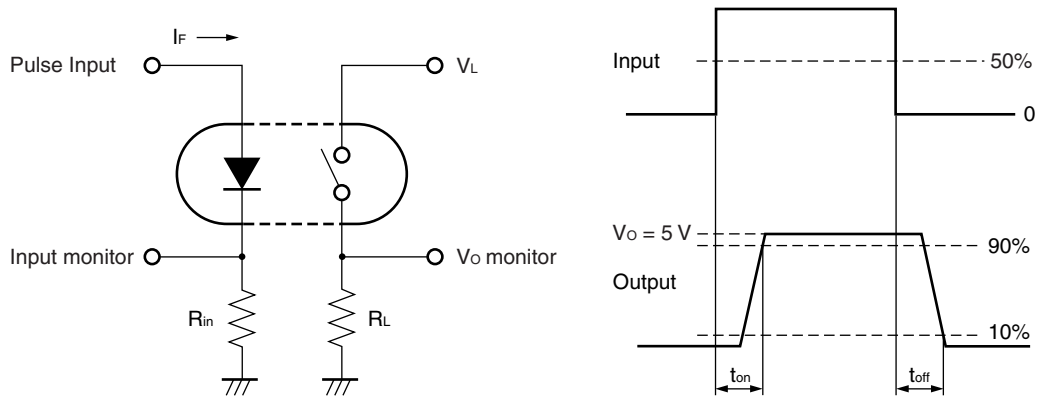 IF
Pulse Input
VL
Input monitor
VO monitor
Rin
RL
Input
50%
0
VO = 5 V
90%
Output
10%
ton
toff